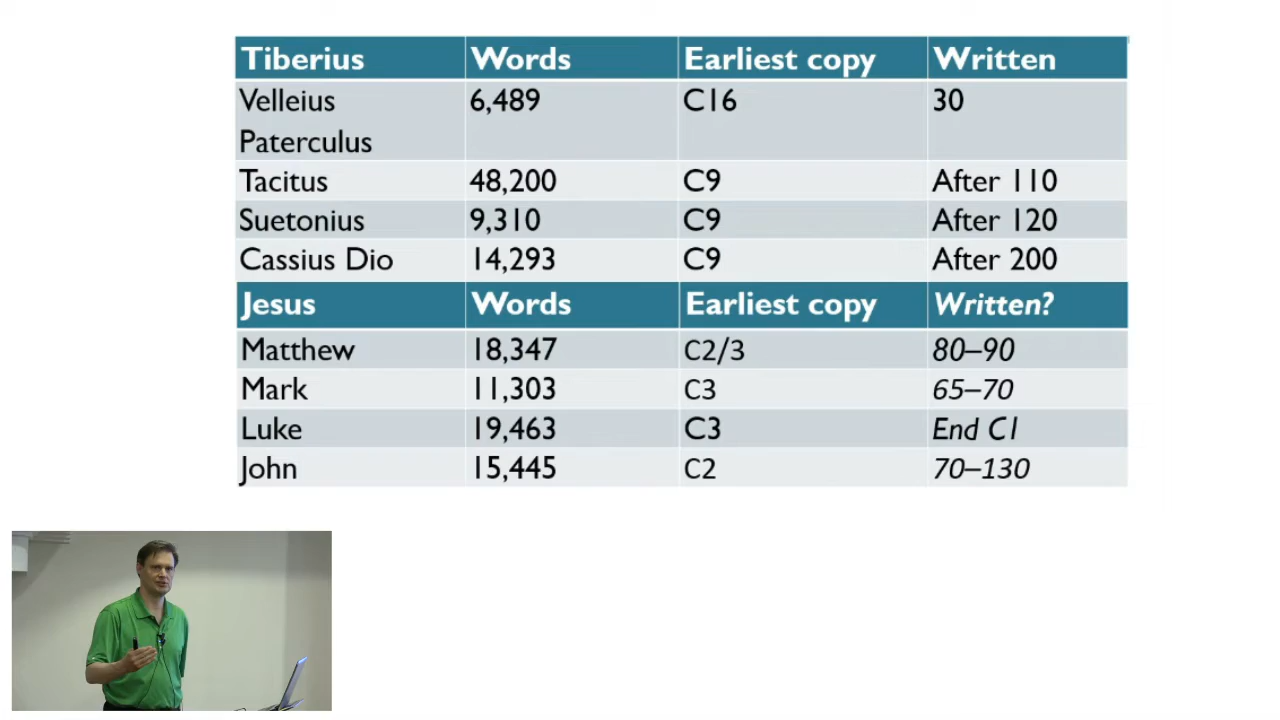 Tiberius Words Earliest copy Written
Velleius 6,489 C16 30
Paterculus
Tacitus 48,200 C9 After 110
Suetonius 9,310 C9 After 120
Cassius Dio 14,293 C9 After 200
Jesus Words Earliest copy Written?
Matthew 18,347 C2/3 80–90
Mark 11,303 C3 65–70
Luke 19,463 C3 End C1
John 15,445 C2 70–130